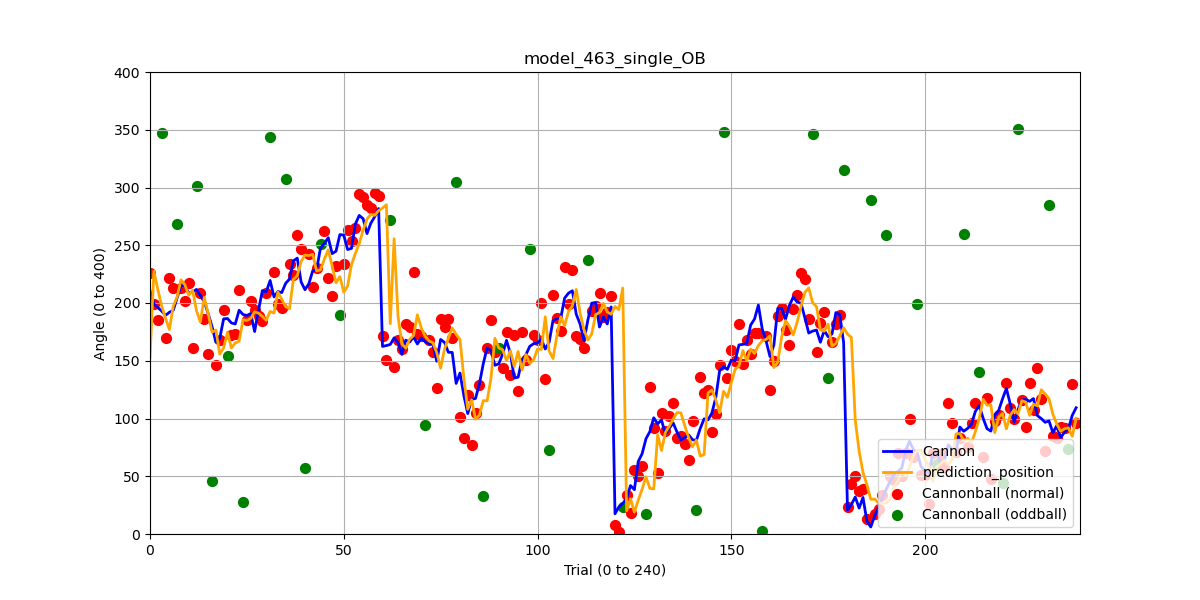 model_463_single_OB
400
350
300
250
200
150
100
50
0
Angle (0 to 400)
0 50 100 150 200
Trial (0 to 240)
Cannon
prediction_position
Cannonball (normal)
Cannonball (oddball)